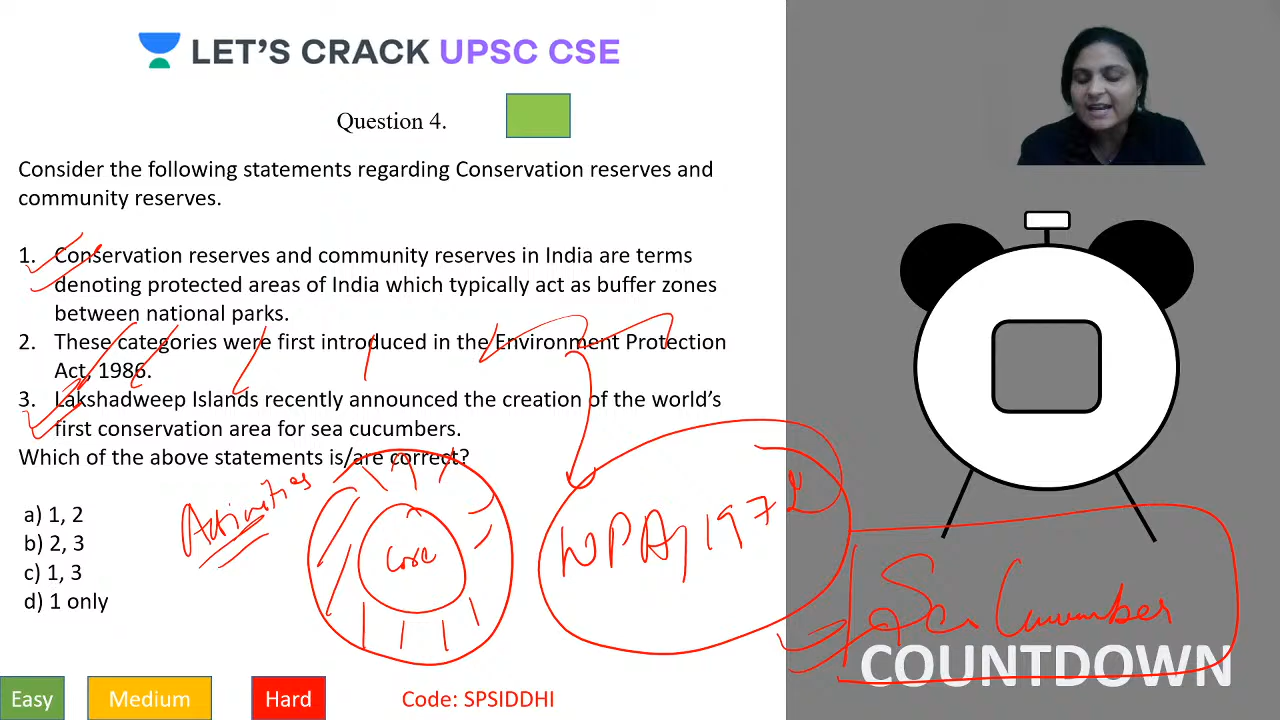 LET'S CRACK UPSC CSE
Question 4.
Consider the following statements regarding Conservation reserves and
community reserves.
1. Conservation reserves and community reserves in India are terms
denoting protected areas of India which typically act as buffer zones
between national parks.
2. These categories were first introduced in the Environment Protection
Act, 1986.
3. Lakshadweep Islands recently announced the creation of the world's
first conservation area for sea cucumbers.
Which of the above statements is/are correct?
a) 1, 2
b) 2, 3
c) 1, 3
d) 1 only
Activities
Core
WPA, 1972
Sea Cucumber
COUNTDOWN
Easy
Medium
Hard
Code: SPSIDDHI